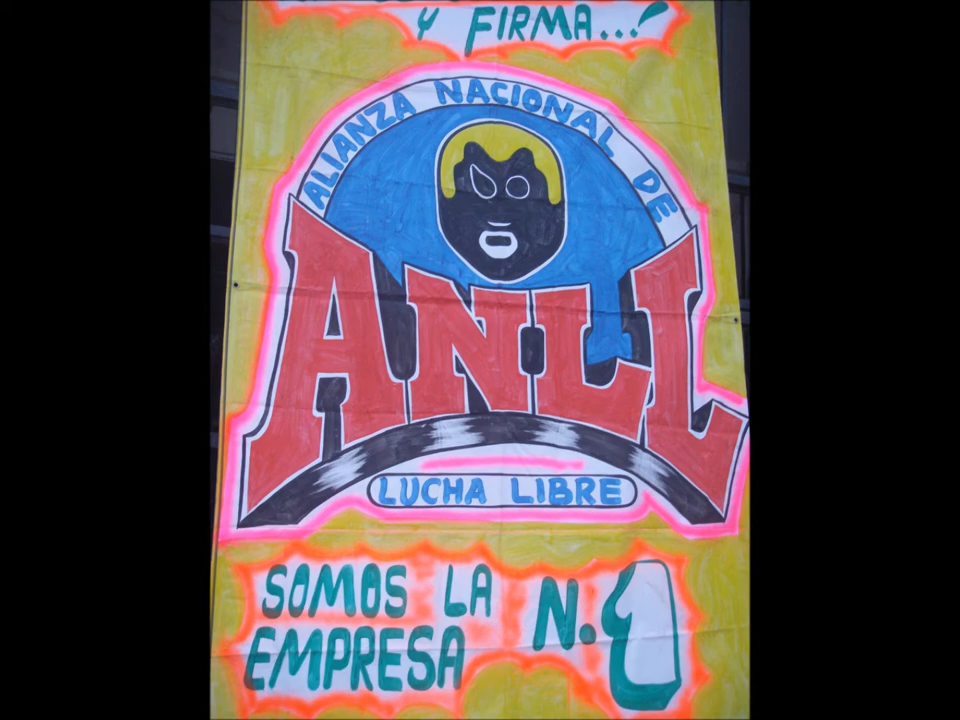 Y FIRMA...!
ALIANZA NACIONAL DE
ANLL
LUCHA LIBRE
SOMOS LA
EMPRESA
N.1